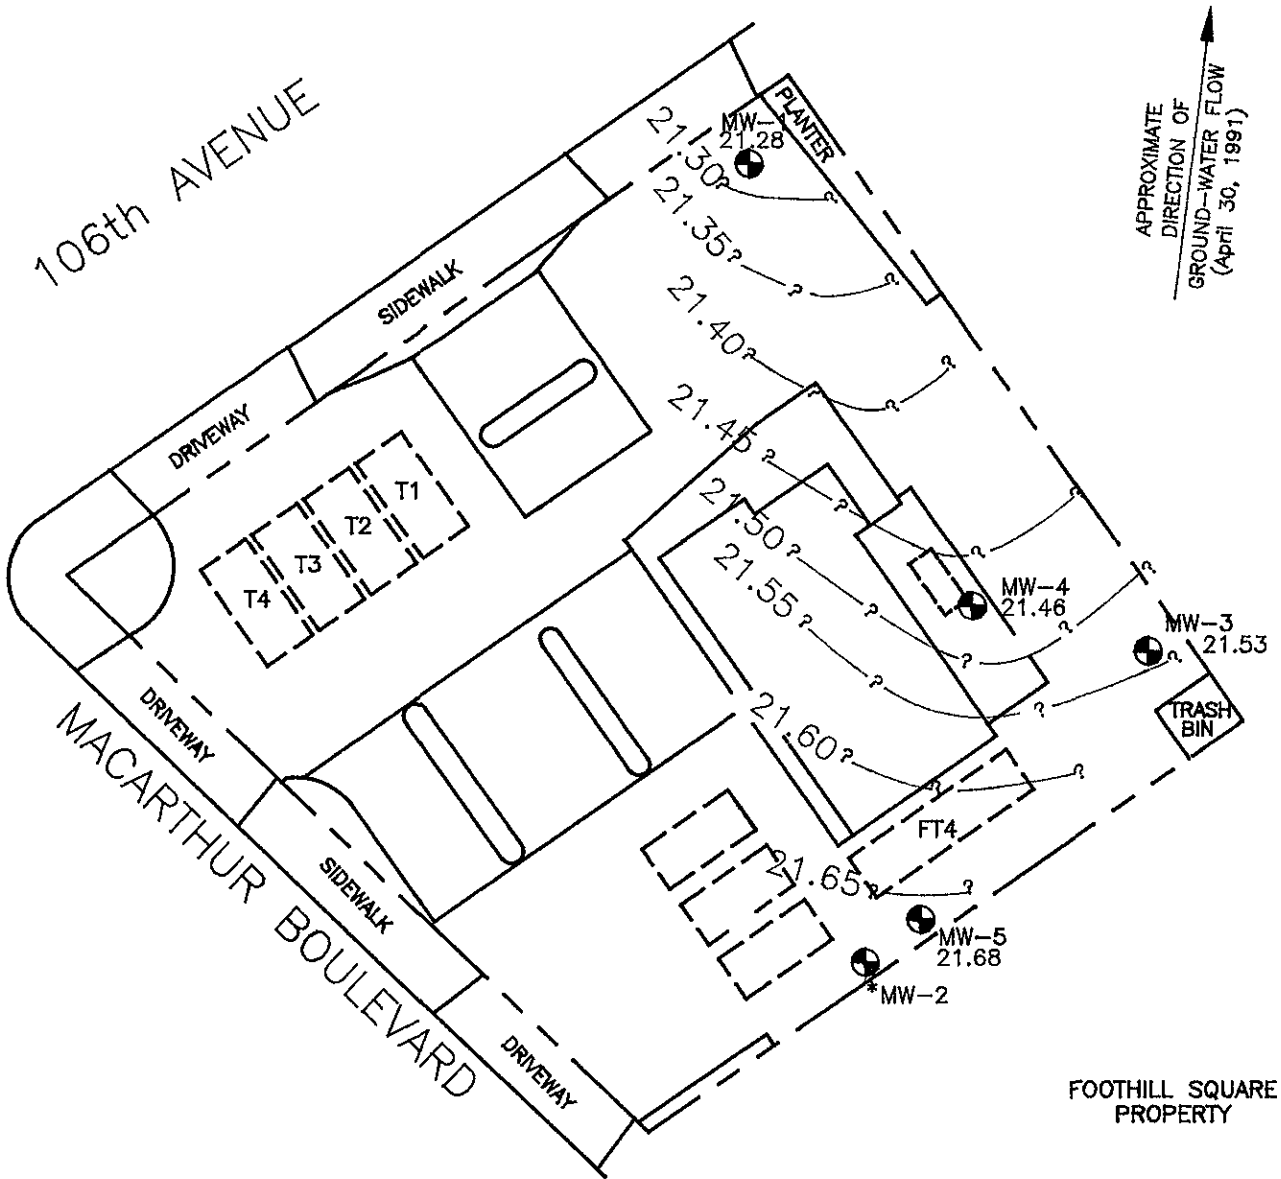 106th AVENUE
APPROXIMATE
DIRECTION OF
GROUND-WATER FLOW
(April 30, 1991)
PLANTER
MW-1
21.28
21.30?
?
21.35?
?
?
SIDEWALK
21.40?
?
?
?
DRIVEWAY
21.45
?
?
?
?
T1
T2
T3
T4
21.50?
?
?
?
?
21.55?
?
?
?
MW-4
21.46
MW-3
21.53
TRASH
BIN
21.60?
?
?
DRIVEWAY
MACARTHUR BOULEVARD
SIDEWALK
FT4
21.65?
?
MW-5
21.68
*MW-2
DRIVEWAY
FOOTHILL SQUARE
PROPERTY